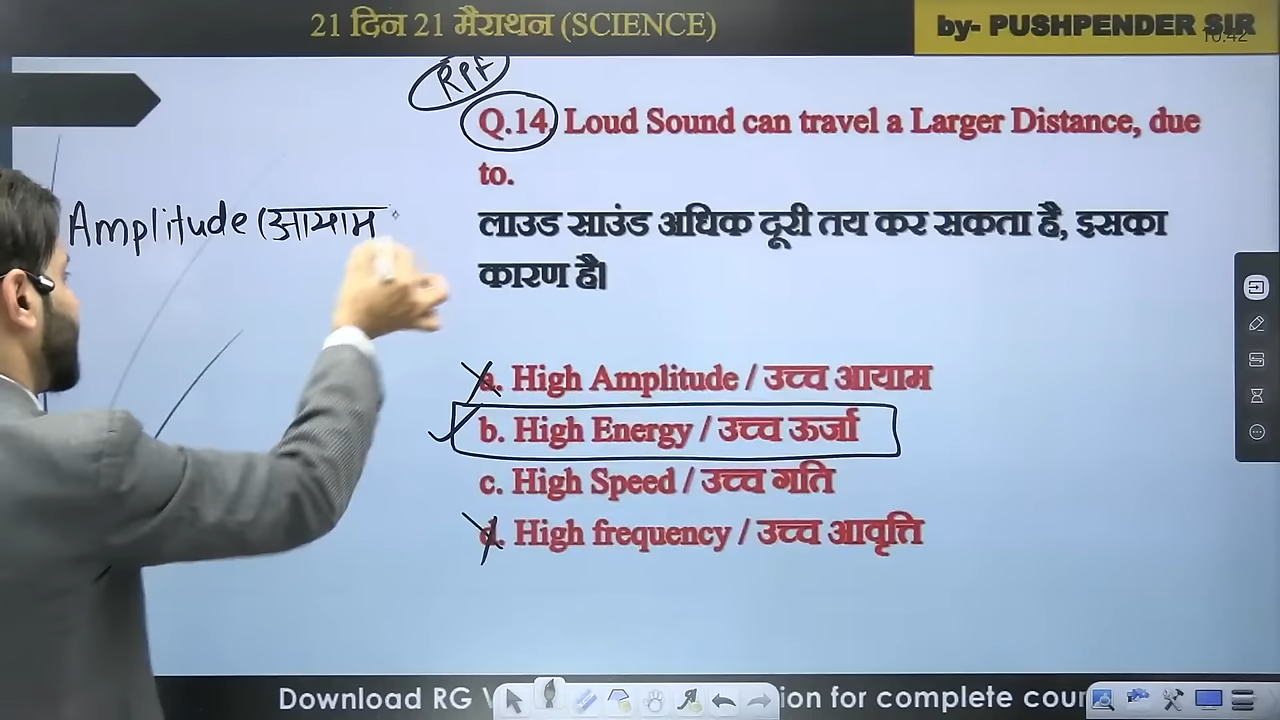 21 दिन 21 मैराथन (SCIENCE)
by- PUSHPENDER SIR
10:42
RPF
Q.14. Loud Sound can travel a Larger Distance, due
to.
लाउड साउंड अधिक दूरी तय कर सकता है, इसका
कारण है।
Amplitude (आयाम
a. High Amplitude / उच्च आयाम
b. High Energy / उच्च ऊर्जा
c. High Speed / उच्च गति
d. High frequency / उच्च आवृत्ति
Download RG V
ion for complete cour